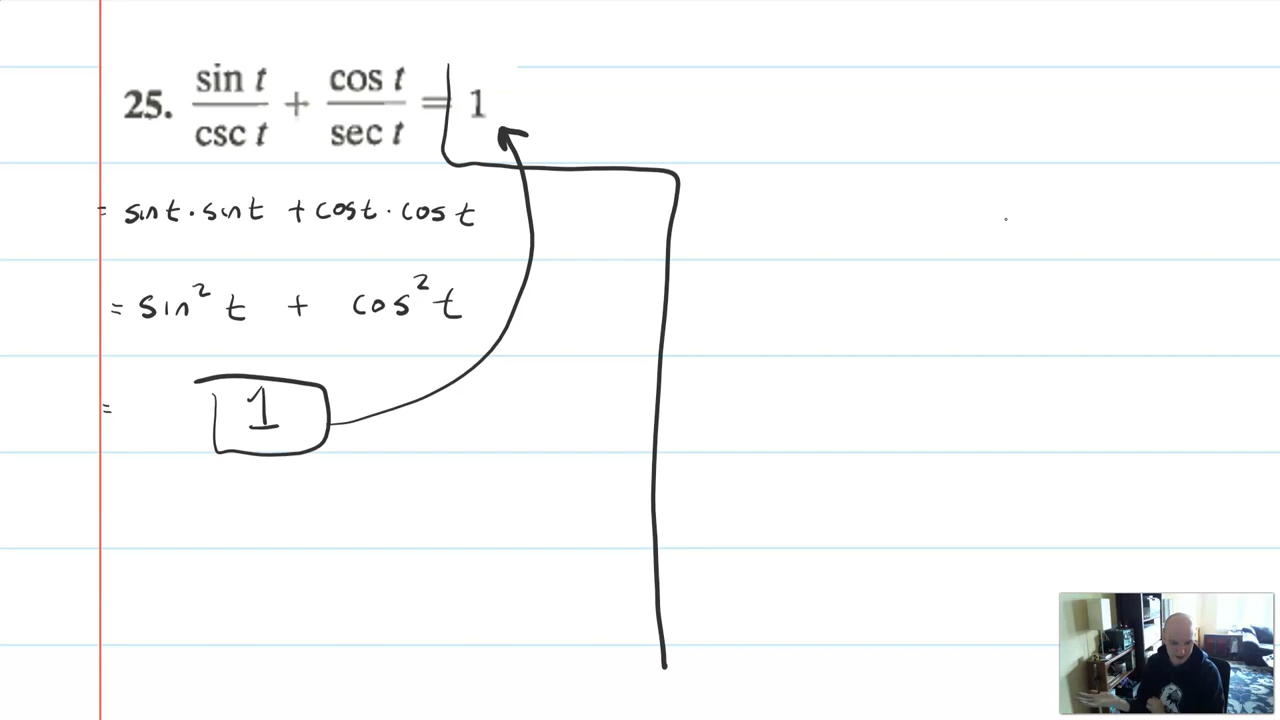 25. sin t / csc t + cos t / sec t = 1
= sin t · sin t + cos t · cos t
= sin² t + cos² t
= 1